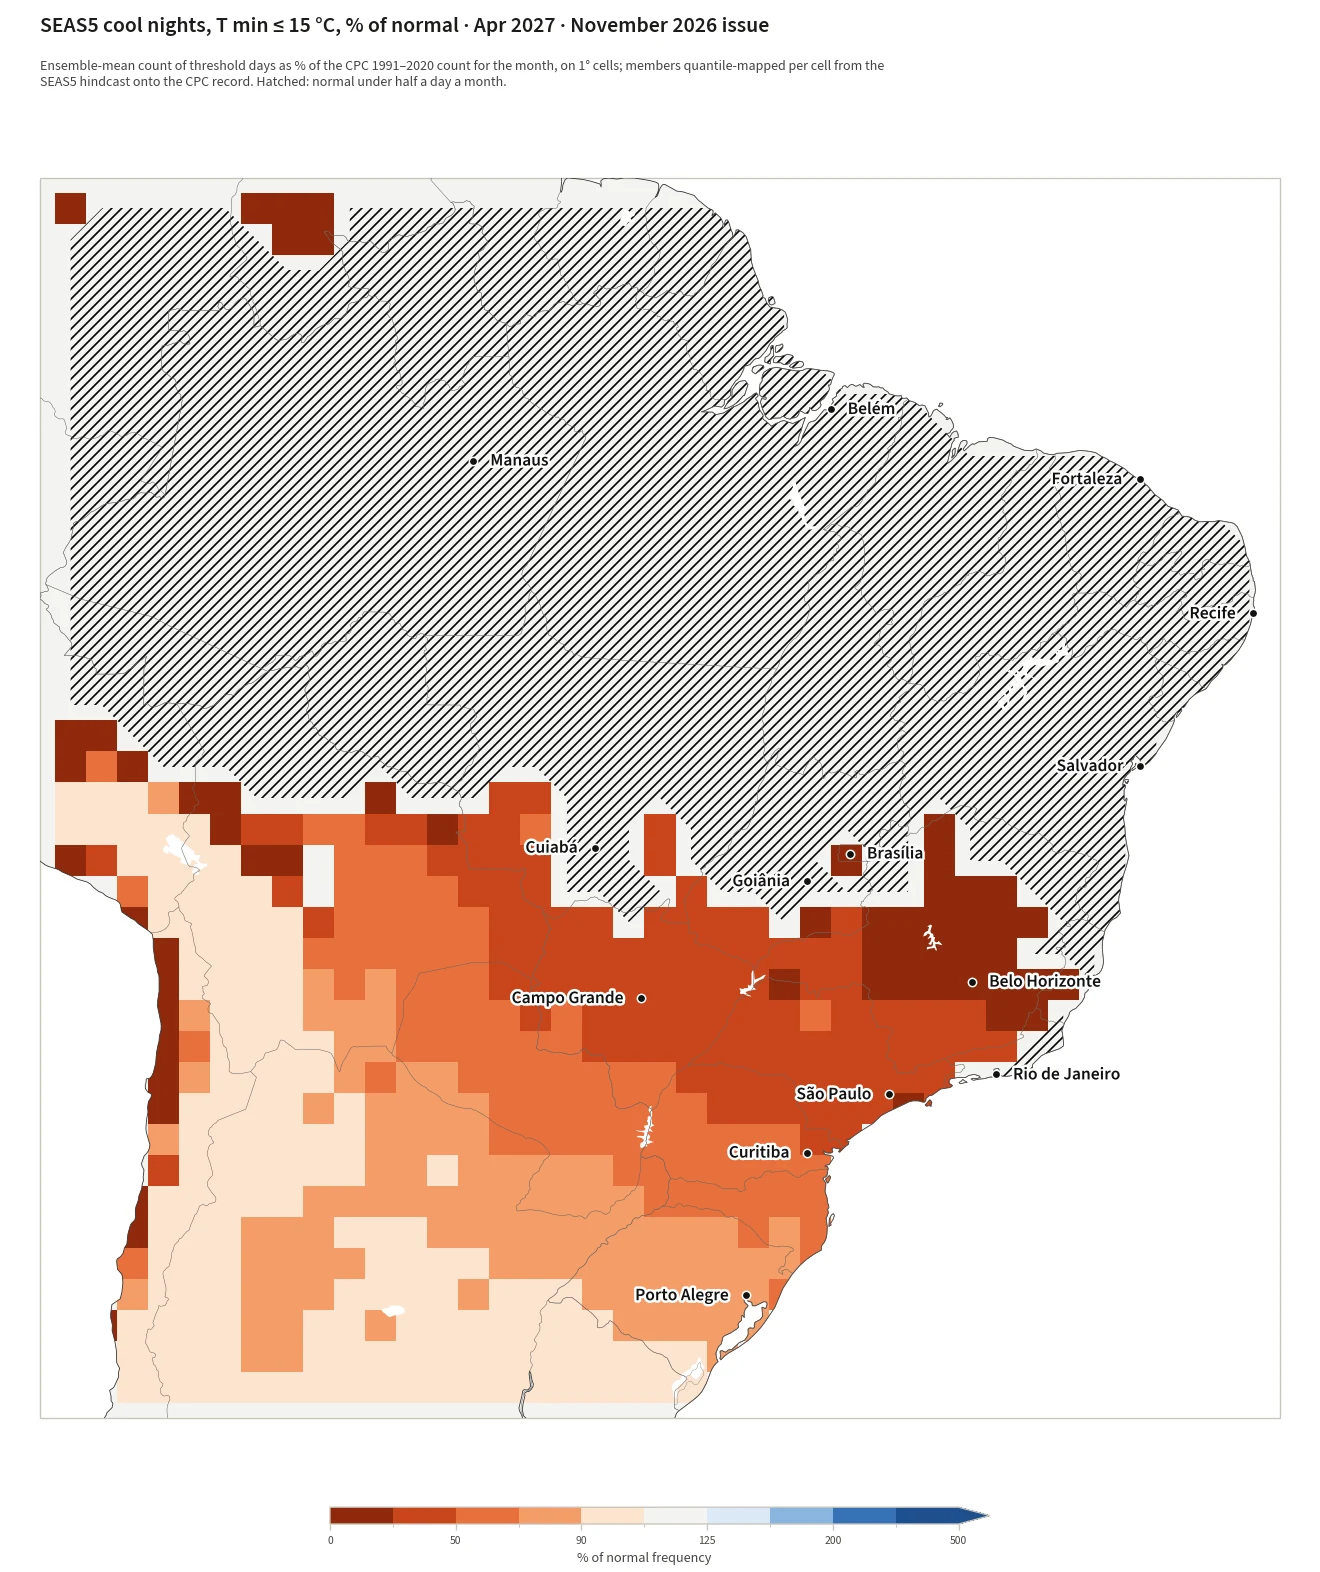 SEAS5 cool nights, T min ≤ 15 °C, % of normal · Apr 2027 · November 2026 issue
Ensemble-mean count of threshold days as % of the CPC 1991–2020 count for the month, on 1° cells; members quantile-mapped per cell from the
SEAS5 hindcast onto the CPC record. Hatched: normal under half a day a month.
Belém
Manaus
Fortaleza
Recife
Salvador
Cuiabá
Brasília
Goiânia
Belo Horizonte
Campo Grande
Rio de Janeiro
São Paulo
Curitiba
Porto Alegre
0 50 90 125 200 500
% of normal frequency